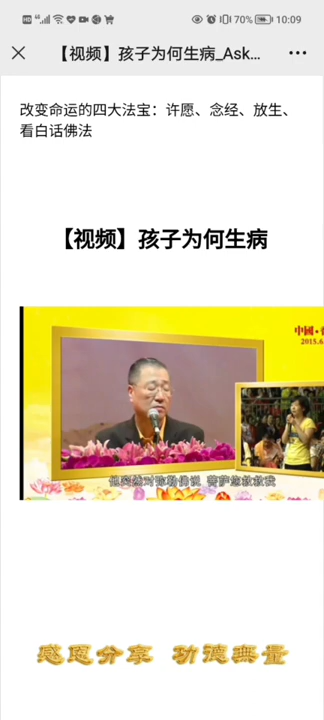 70% 10:09
【视频】孩子为何生病_Ask...
改变命运的四大法宝：许愿、念经、放生、
看白话佛法
【视频】孩子为何生病
中國·
2015.6
感恩分享 功德無量